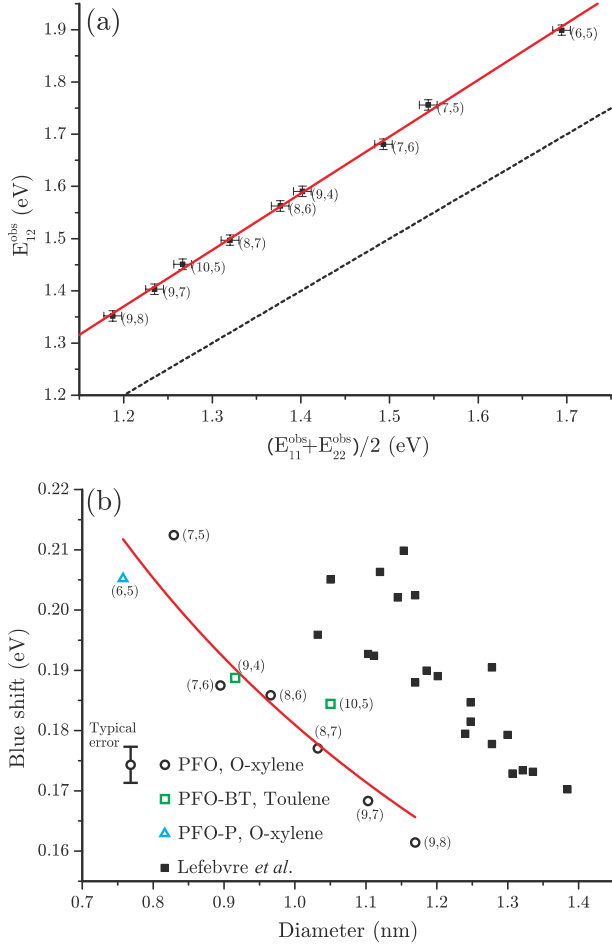 (a)
1.9
1.8
1.7
1.6
1.5
1.4
1.3
1.2
E12obs (eV)
(6,5)
(7,5)
(7,6)
(9,4)
(8,6)
(8,7)
(10,5)
(9,7)
(9,8)
1.2 1.3 1.4 1.5 1.6 1.7
(E11obs+E22obs)/2 (eV)
(b)
0.22
0.21
0.20
0.19
0.18
0.17
0.16
Blue shift (eV)
(7,5)
(6,5)
(9,4)
(7,6)
(8,6)
(10,5)
(8,7)
(9,7)
(9,8)
Typical
error
PFO, O-xylene
PFO-BT, Toulene
PFO-P, O-xylene
Lefebvre et al.
0.7 0.8 0.9 1.0 1.1 1.2 1.3 1.4
Diameter (nm)